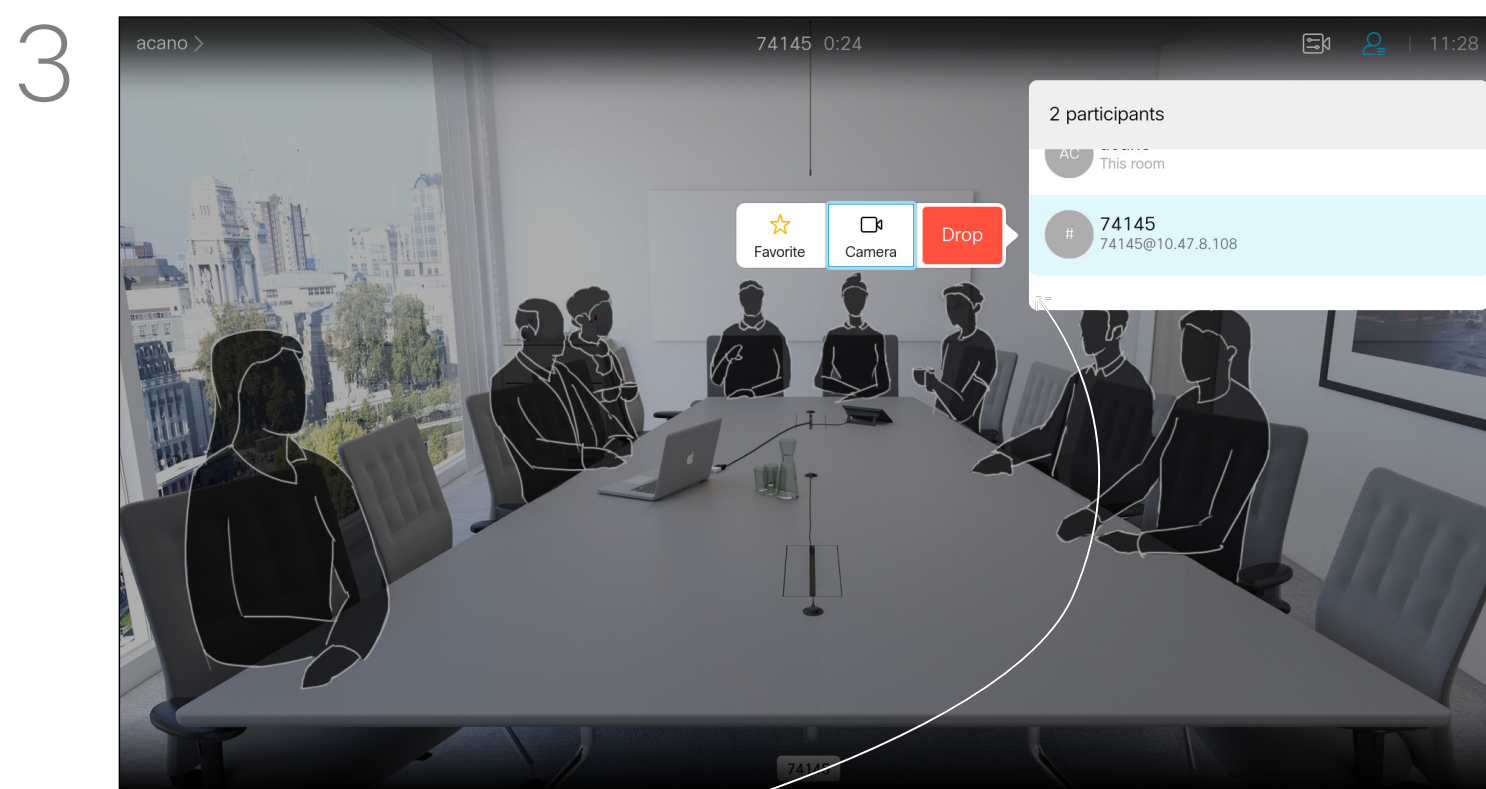 3
acano >
74145 0:24
11:28
2 participants
AC
This room
Favorite
Camera
Drop
#
74145
74145@10.47.8.108
74145